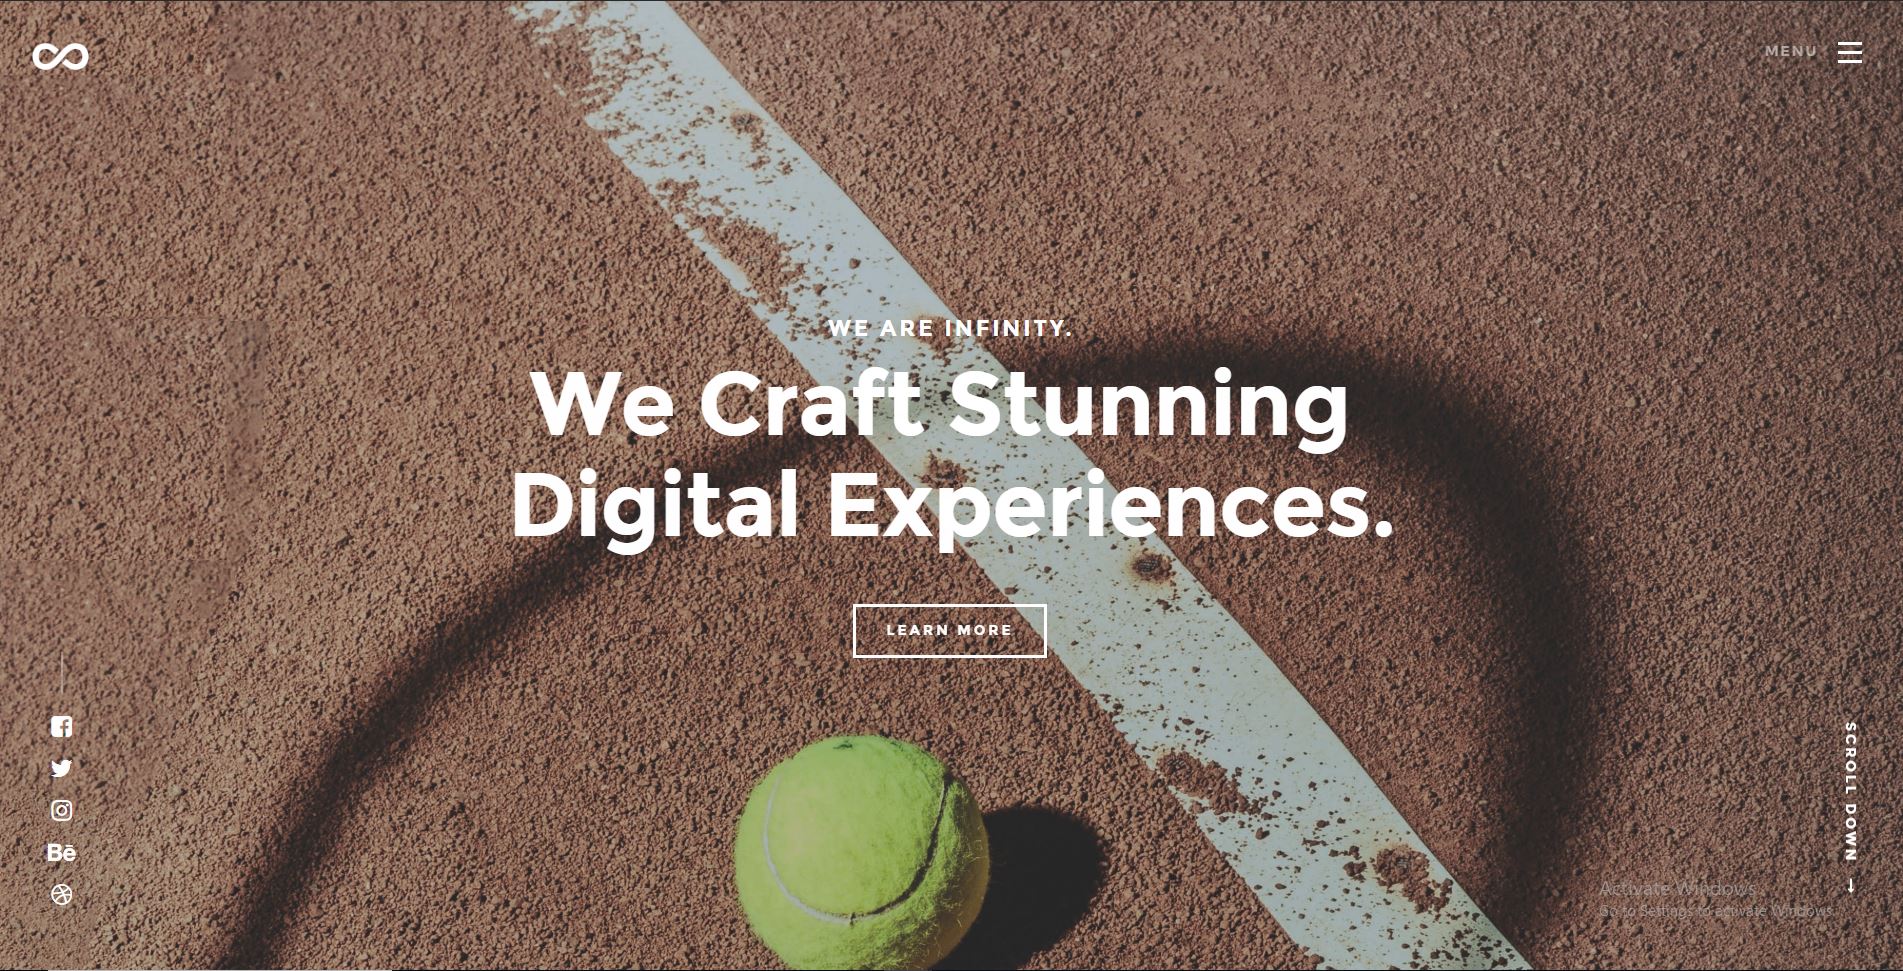 MENU
WE ARE INFINITY.
We Craft Stunning
Digital Experiences.
LEARN MORE
Bē
SCROLL DOWN →
Activate Windows
Go to Settings to activate Windows.